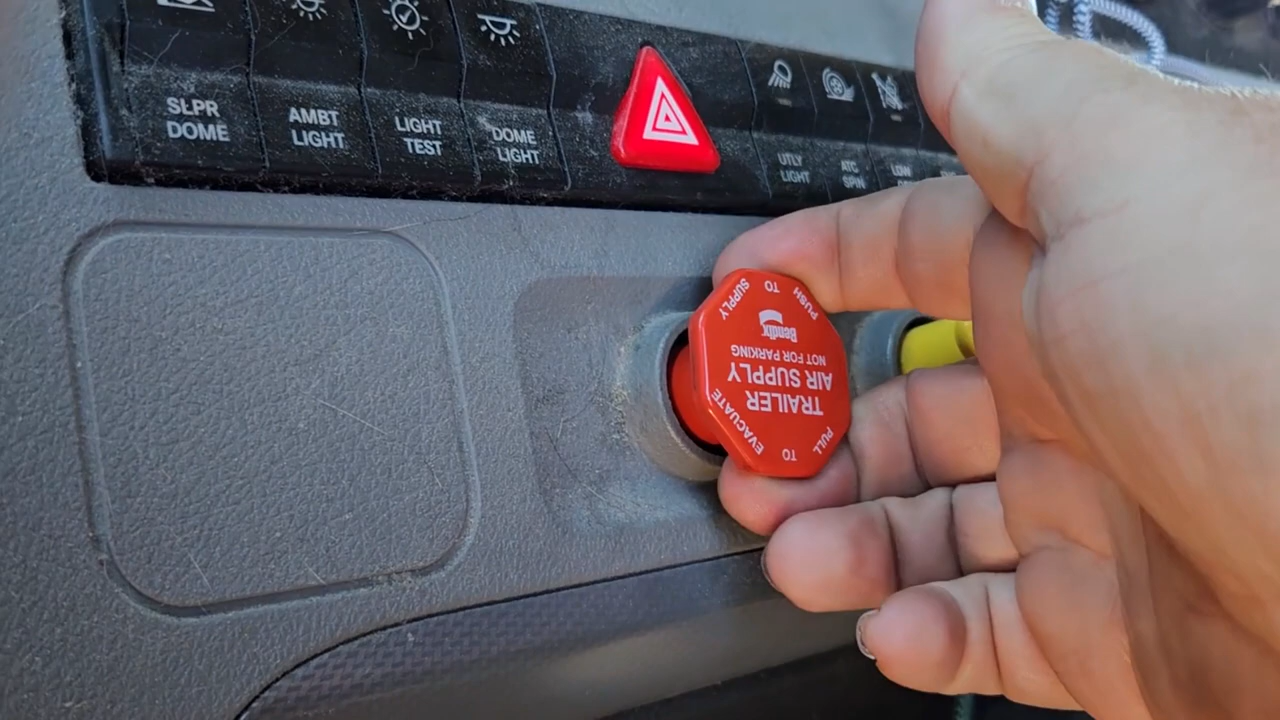 SLPR
DOME
AMBT
LIGHT
LIGHT
TEST
DOME
LIGHT
UTLY
LIGHT
ATC
SPIN
LOW
PULL
TO
EVACUATE
TRAILER
AIR SUPPLY
NOT FOR PARKING
Bendix
PUSH
TO
SUPPLY